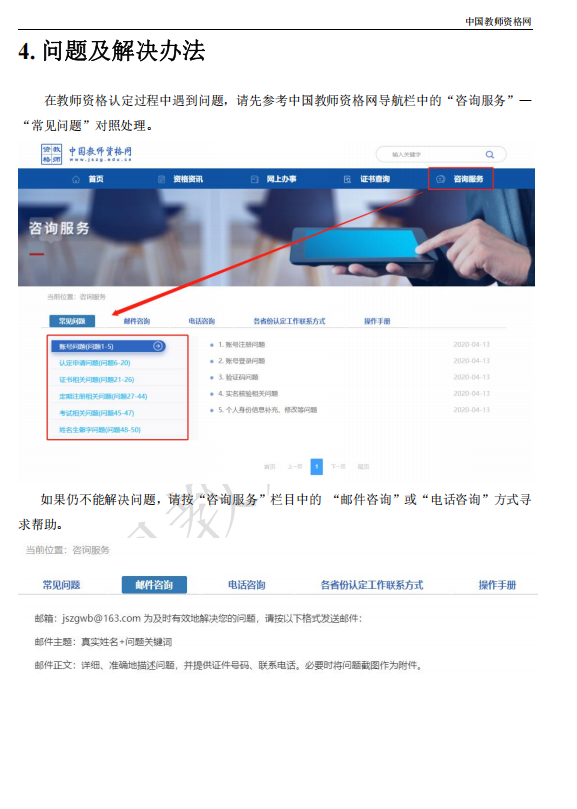 中国教师资格网
4. 问题及解决办法
在教师资格认定过程中遇到问题，请先参考中国教师资格网导航栏中的“咨询服务”—
“常见问题”对照处理。
资教 中国教师资格网
格师 www.jszg.edu.cn
输入关键字
首页 资格资讯 网上办事 证书查询 咨询服务
咨询服务
当前位置：咨询服务
常见问题 邮件咨询 电话咨询 各省份认定工作联系方式 操作手册
账号问题(问题1-5)
认定申请问题(问题6-20)
证书相关问题(问题21-26)
定期注册相关问题(问题27-44)
考试相关问题(问题45-47)
姓名生僻字问题(问题48-50)
1. 账号注册问题 2020-04-13
2. 账号登录问题 2020-04-13
3. 验证码问题 2020-04-13
4. 实名核验相关问题 2020-04-13
5. 个人身份信息补充、修改等问题 2020-04-13
首页 上一页 1 下一页 尾页
如果仍不能解决问题，请按“咨询服务”栏目中的 “邮件咨询”或“电话咨询”方式寻
求帮助。
当前位置：咨询服务
常见问题 邮件咨询 电话咨询 各省份认定工作联系方式 操作手册
邮箱：jszgwb@163.com 为及时有效地解决您的问题，请按以下格式发送邮件：
邮件主题：真实姓名+问题关键词
邮件正文：详细、准确地描述问题，并提供证件号码、联系电话。必要时将问题截图作为附件。